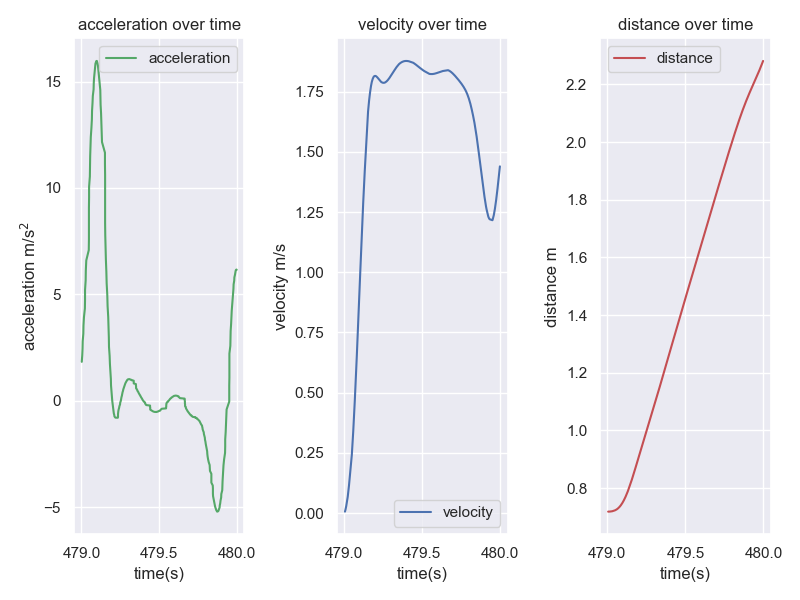 acceleration over time
acceleration
15
10
5
0
−5
acceleration m/s²
479.0 479.5 480.0
time(s)
velocity over time
1.75
1.50
1.25
1.00
0.75
0.50
0.25
0.00
velocity m/s
velocity
479.0 479.5 480.0
time(s)
distance over time
distance
2.2
2.0
1.8
1.6
1.4
1.2
1.0
0.8
distance m
479.0 479.5 480.0
time(s)